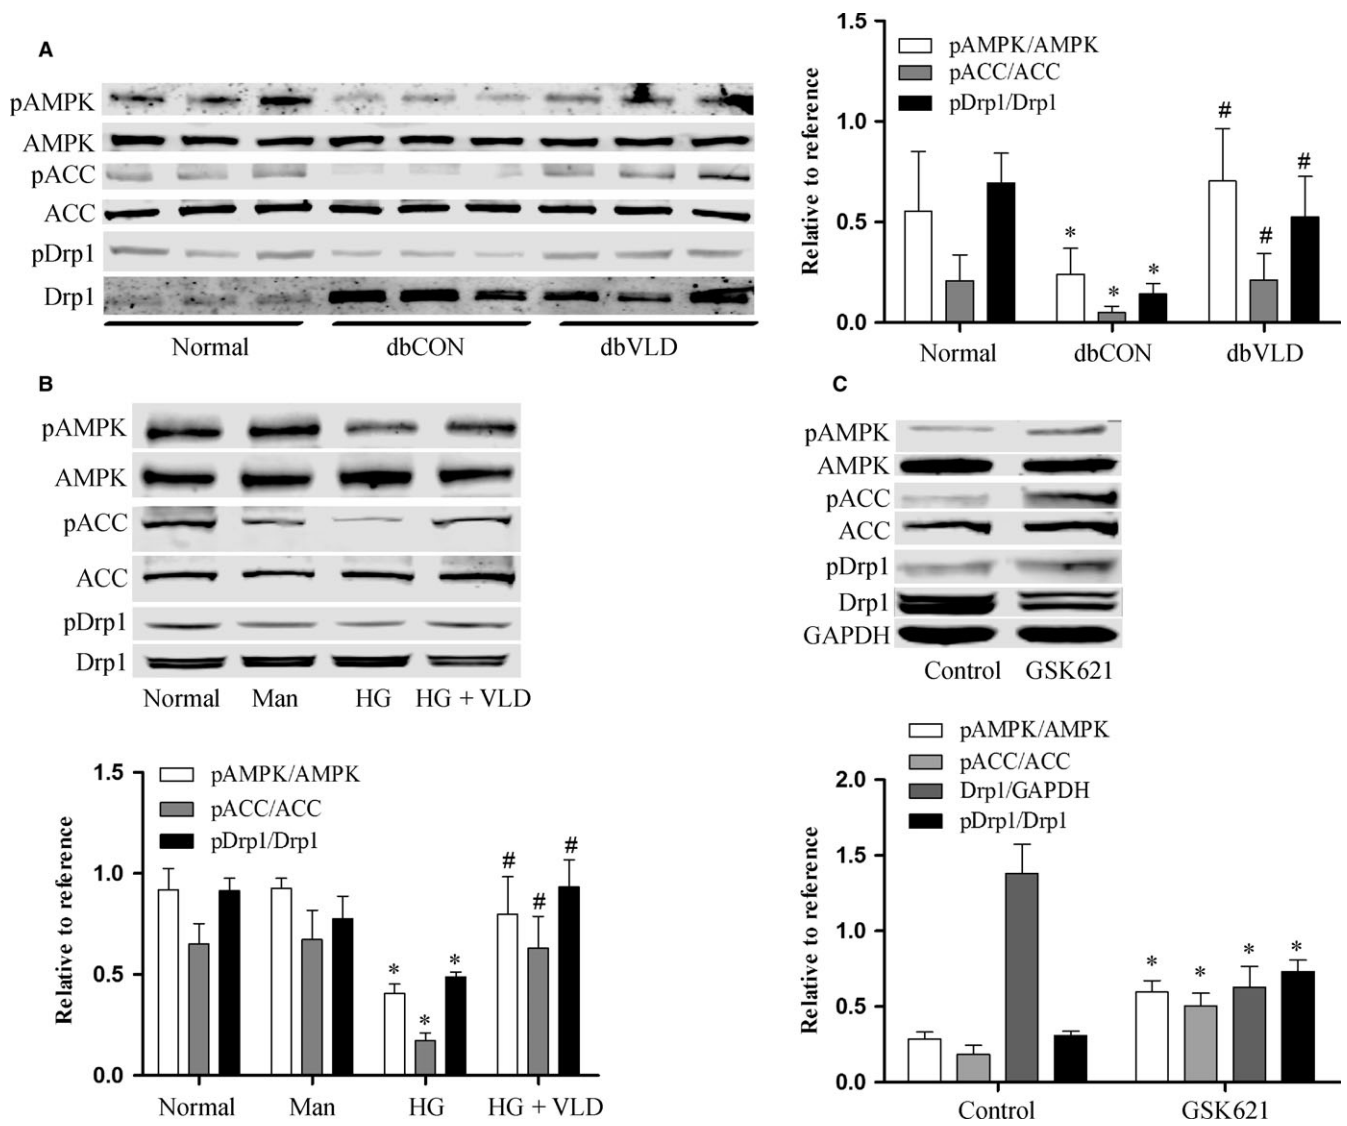 A
pAMPK
AMPK
pACC
ACC
pDrp1
Drp1
Normal dbCON dbVLD
1.5
1.0
0.5
0.0
Relative to reference
pAMPK/AMPK
pACC/ACC
pDrp1/Drp1
* * *
# # #
Normal dbCON dbVLD
B
pAMPK
AMPK
pACC
ACC
pDrp1
Drp1
Normal Man HG HG + VLD
1.5
1.0
0.5
0.0
Relative to reference
pAMPK/AMPK
pACC/ACC
pDrp1/Drp1
* * *
# # #
Normal Man HG HG + VLD
C
pAMPK
AMPK
pACC
ACC
pDrp1
Drp1
GAPDH
Control GSK621
pAMPK/AMPK
pACC/ACC
Drp1/GAPDH
pDrp1/Drp1
2.0
1.5
1.0
0.5
0.0
Relative to reference
* * * *
Control GSK621